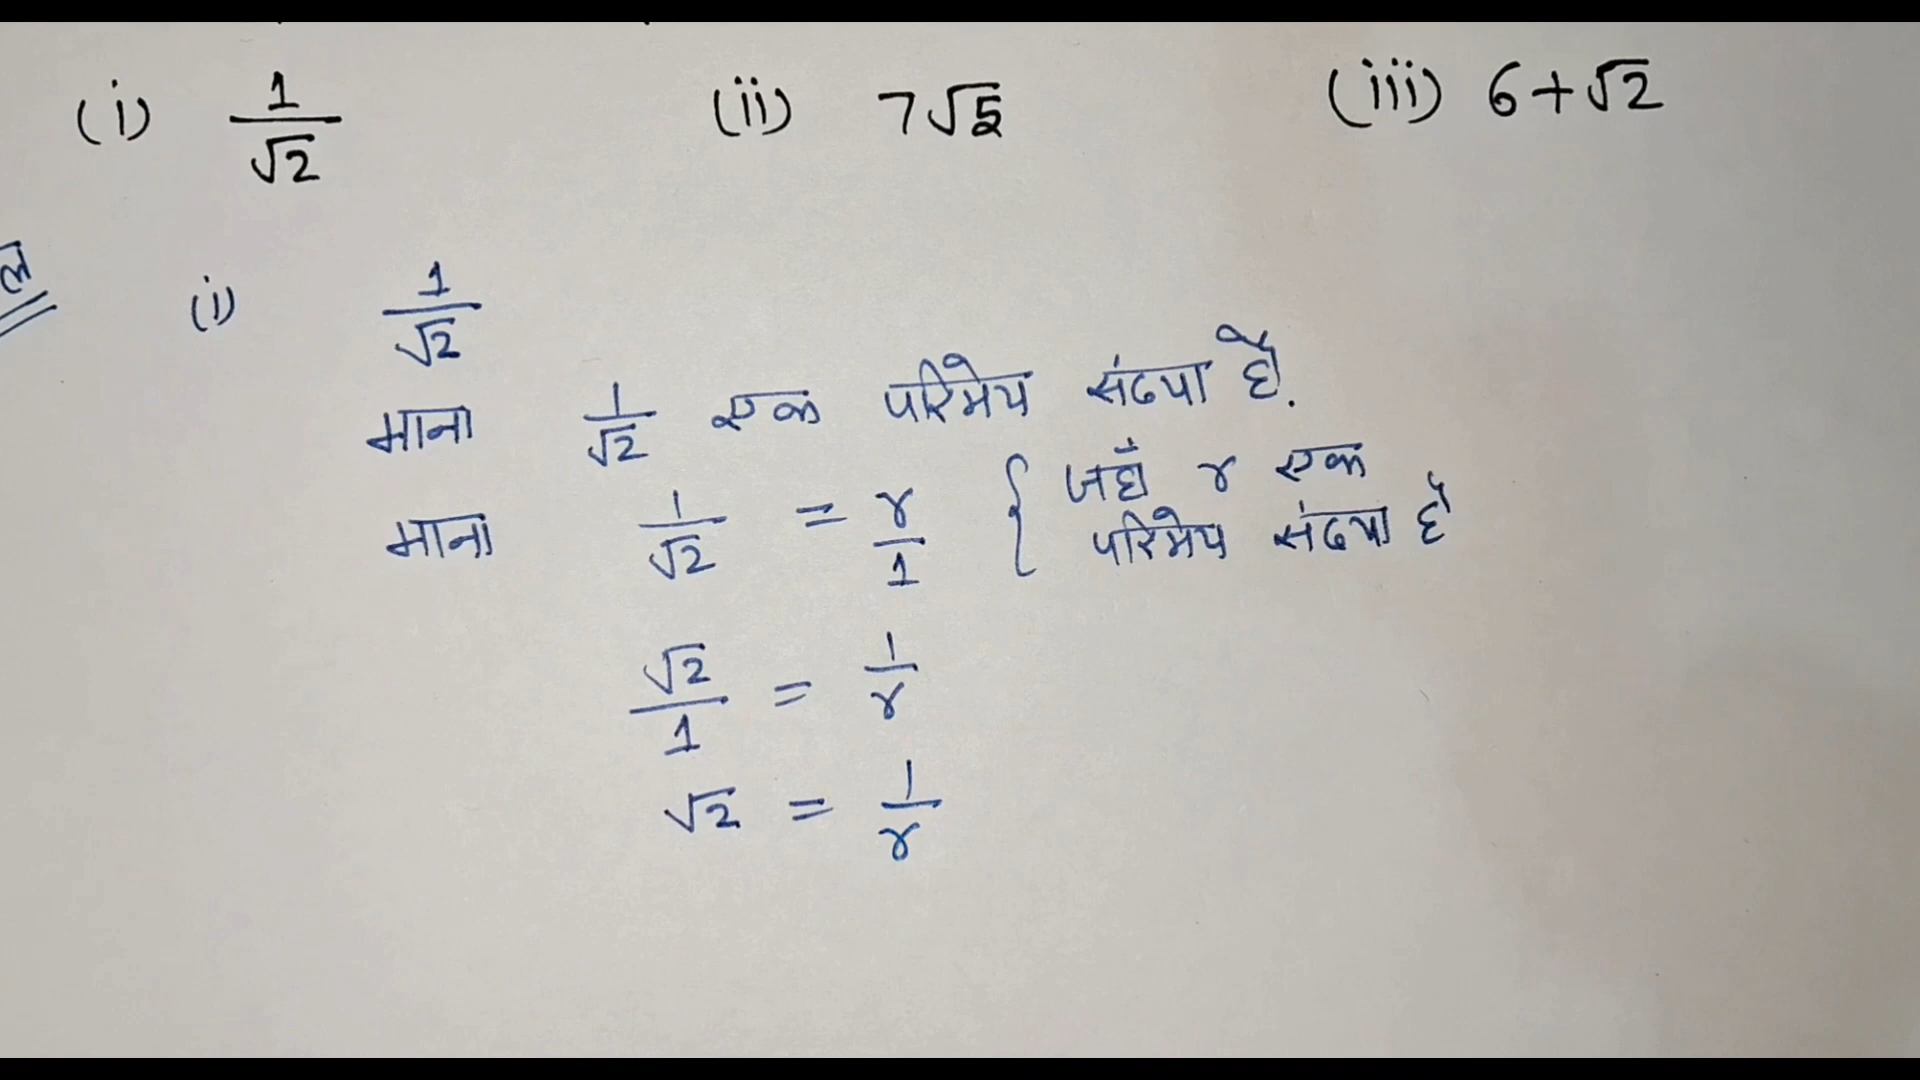 (i) 1/√2 (ii) 7√5 (iii) 6+√2
(i) 1/√2
माना 1/√2 एक परिमेय संख्या है.
माना 1/√2 = r/1 { जहाँ r एक
परिमेय संख्या है
√2/1 = 1/r
√2 = 1/r